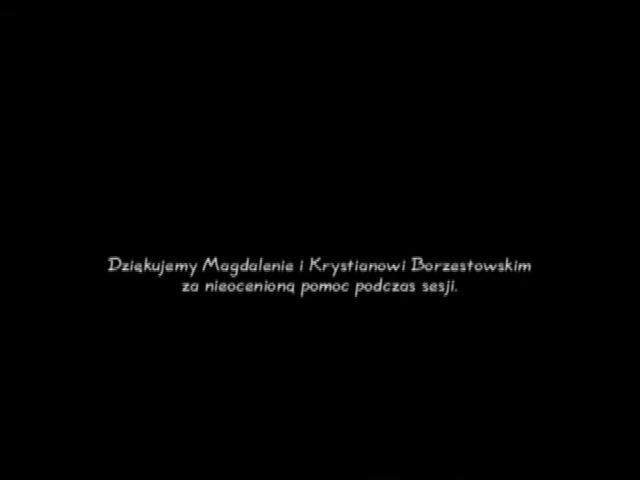 Dziękujemy Magdalenie i Krystianowi Borzestowskim
za nieocenioną pomoc podczas sesji.